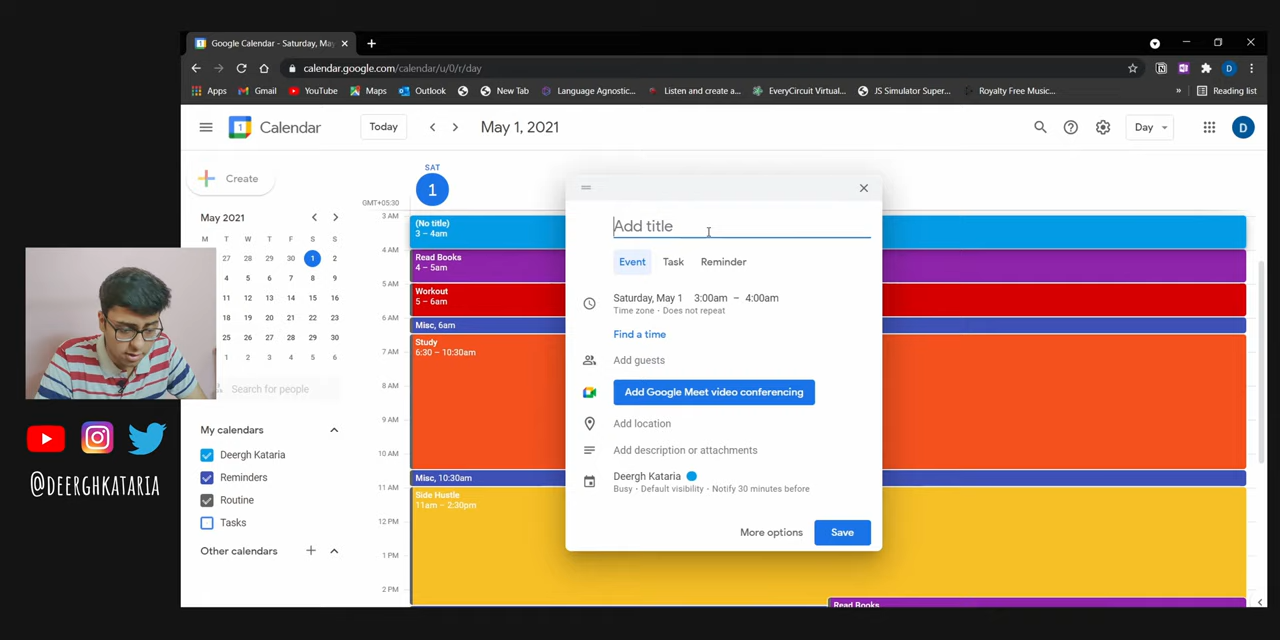 Google Calendar - Saturday, May
calendar.google.com/calendar/u/0/r/day
Apps Gmail YouTube Maps Outlook New Tab Language Agnostic... Listen and create a... EveryCircuit Virtual... JS Simulator Super... Royalty Free Music... » Reading list
1 Calendar Today May 1, 2021 Day D
Create
SAT
1
GMT+05:30
May 2021
M T W T F S S
26 27 28 29 30 1 2
3 4 5 6 7 8 9
10 11 12 13 14 15 16
17 18 19 20 21 22 23
24 25 26 27 28 29 30
31 1 2 3 4 5 6
Search for people
My calendars
Deergh Kataria
Reminders
Routine
Tasks
Other calendars
3 AM
4 AM
5 AM
6 AM
7 AM
8 AM
9 AM
10 AM
11 AM
12 PM
1 PM
2 PM
(No title)
3 – 4am
Read Books
4 – 5am
Workout
5 – 6am
Misc, 6am
Study
6:30 – 10:30am
Misc, 10:30am
Side Hustle
11am – 2:30pm
Read Books
Add title
Event Task Reminder
Saturday, May 1 3:00am – 4:00am
Time zone · Does not repeat
Find a time
Add guests
Add Google Meet video conferencing
Add location
Add description or attachments
Deergh Kataria
Busy · Default visibility · Notify 30 minutes before
More options Save
@DEERGHKATARIA